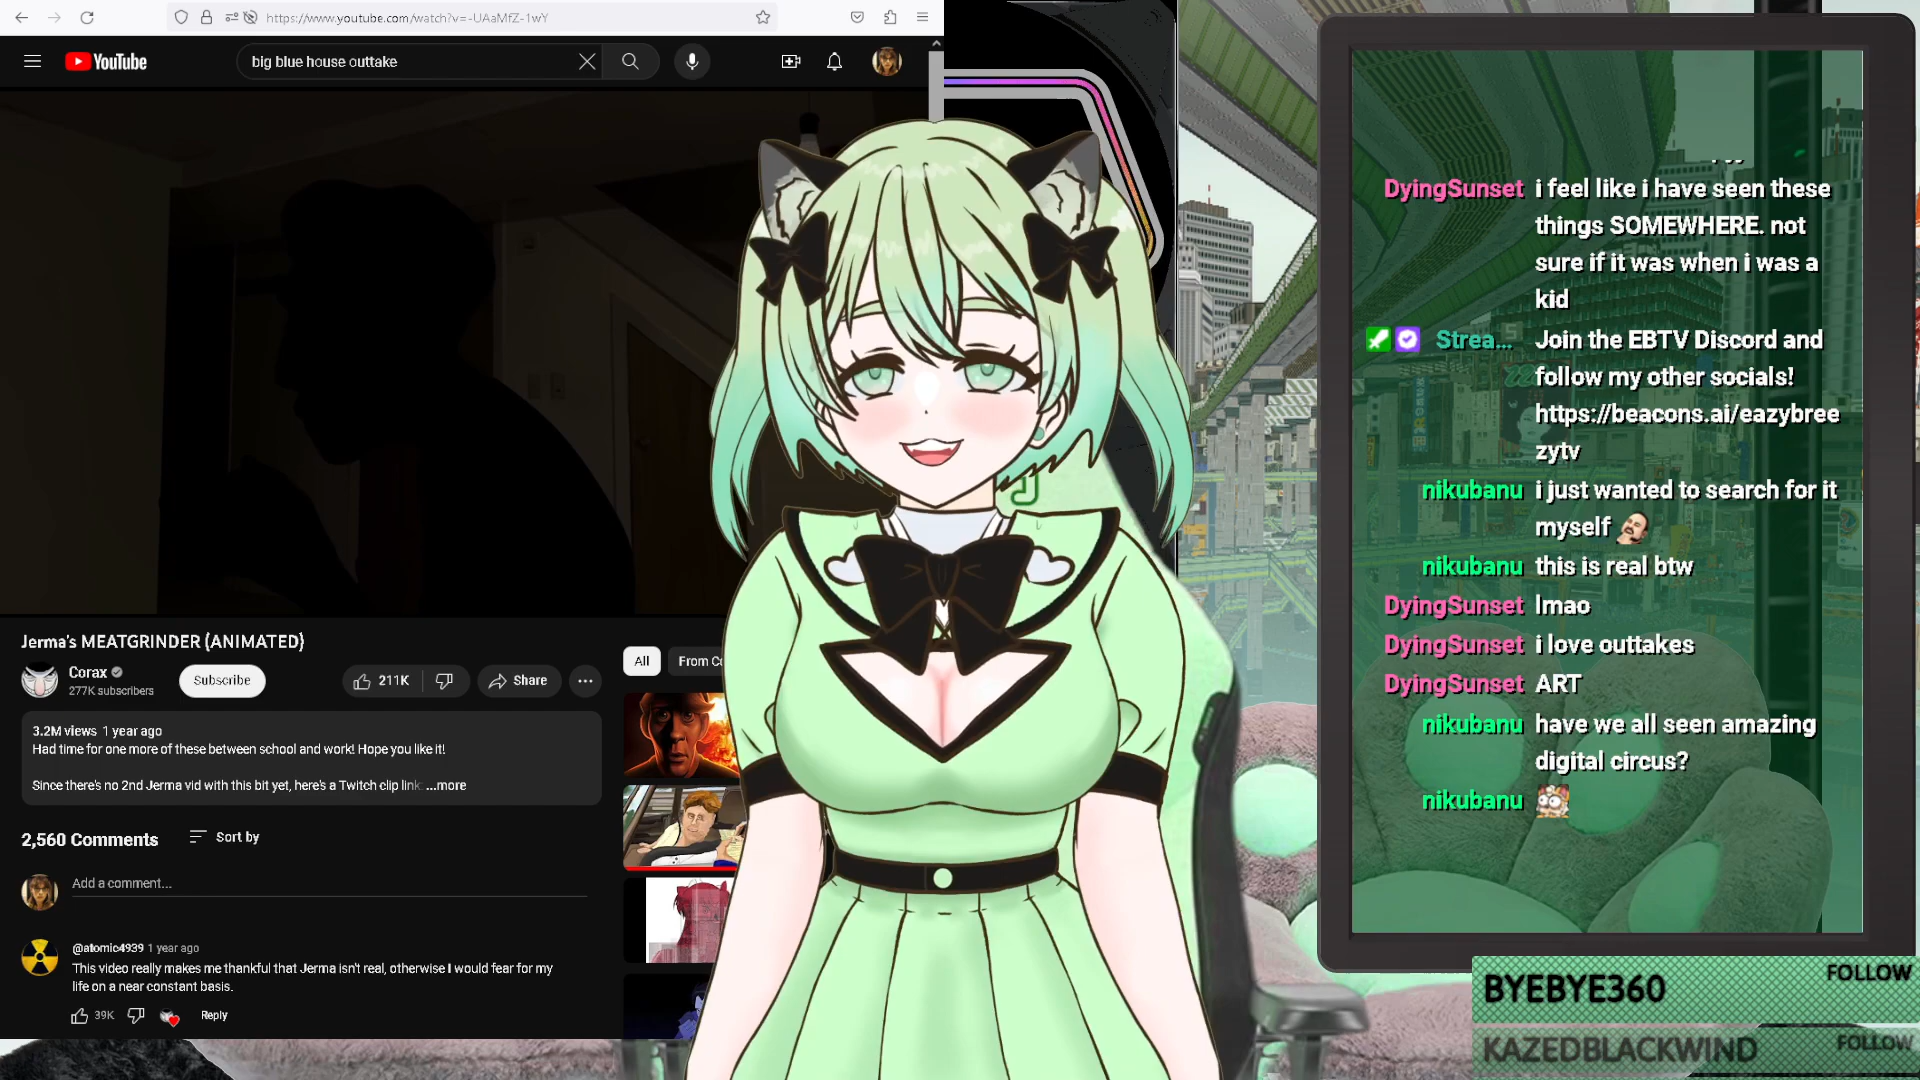 https://www.youtube.com/watch?v=-UAaMfZ-1wY
YouTube
big blue house outtake
Jerma's MEATGRINDER (ANIMATED)
Corax
277K subscribers
Subscribe
211K
Share
All
From Co
3.2M views 1 year ago
Had time for one more of these between school and work! Hope you like it!
Since there's no 2nd Jerma vid with this bit yet, here's a Twitch clip link: ...more
2,560 Comments
Sort by
Add a comment...
@atomic4939 1 year ago
This video really makes me thankful that Jerma isn't real, otherwise I would fear for my
life on a near constant basis.
39K
Reply
DyingSunset i feel like i have seen these
things SOMEWHERE. not
sure if it was when i was a
kid
Strea... Join the EBTV Discord and
follow my other socials!
https://beacons.ai/eazybree
zytv
nikubanu i just wanted to search for it
myself
nikubanu this is real btw
DyingSunset lmao
DyingSunset i love outtakes
DyingSunset ART
nikubanu have we all seen amazing
digital circus?
nikubanu
BYEBYE360 FOLLOW
KAZEDBLACKWIND FOLLOW